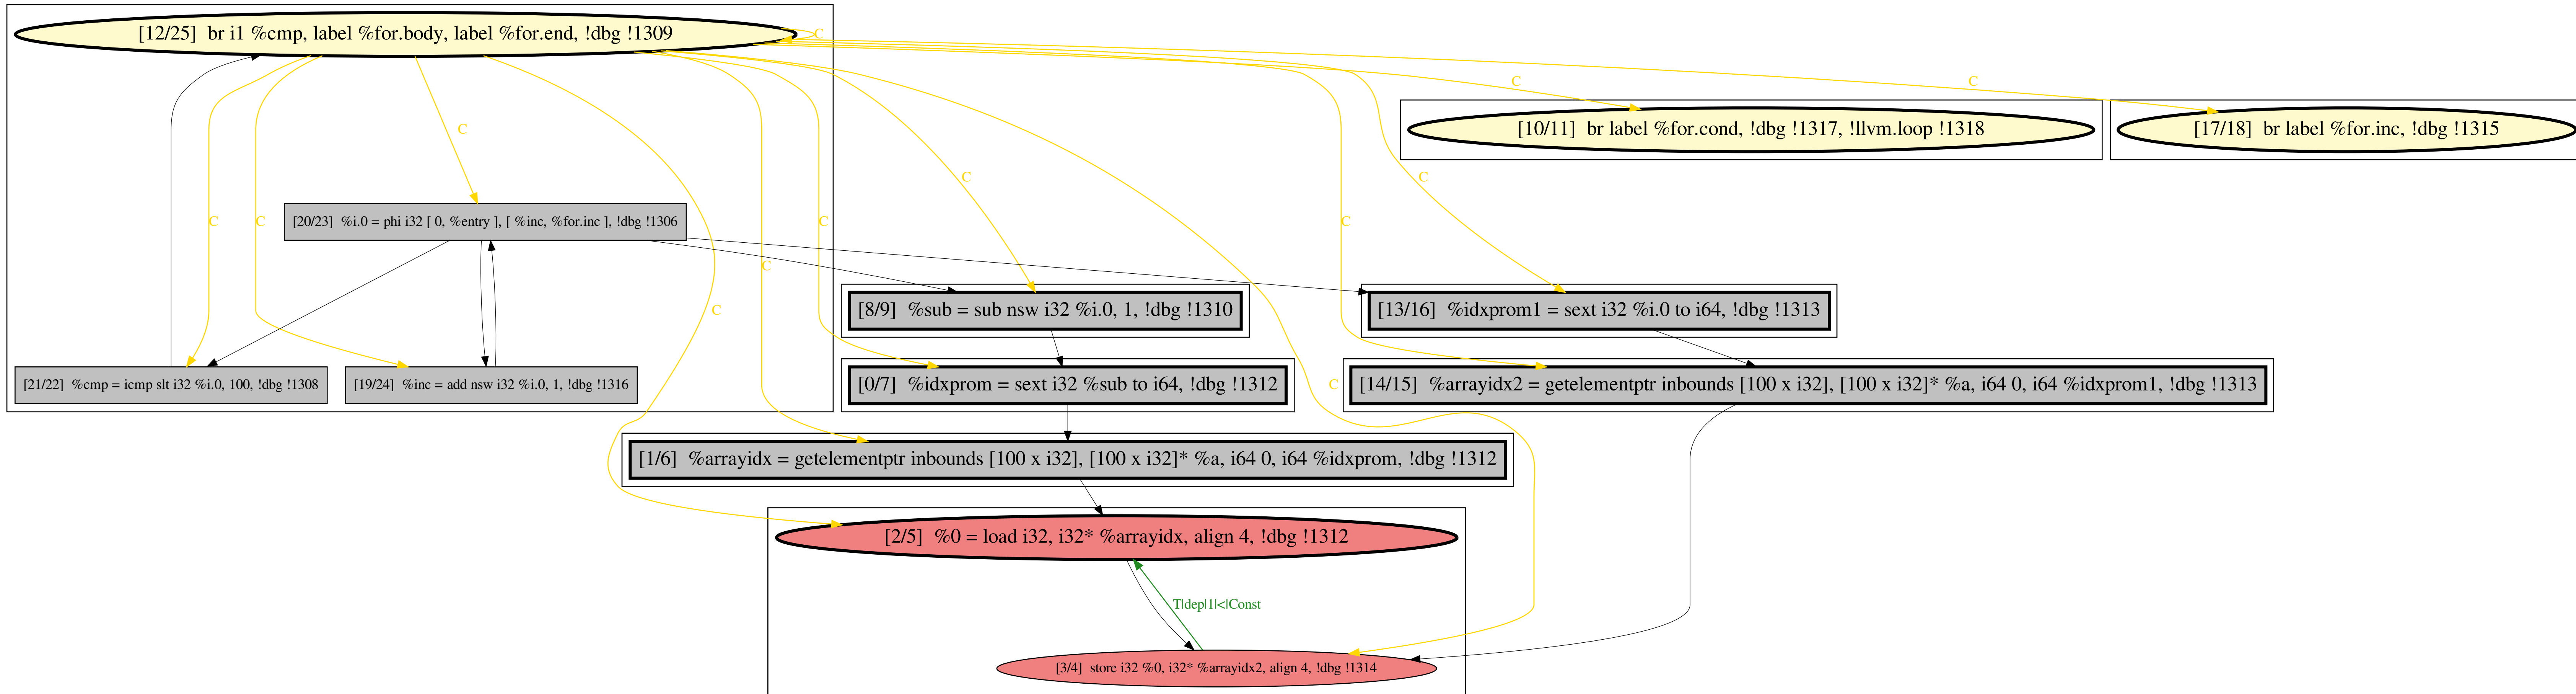 [12/25]  br i1 %cmp, label %for.body, label %for.end, !dbg !1309
C
C
C
[10/11]  br label %for.cond, !dbg !1317, !llvm.loop !1318
[17/18]  br label %for.inc, !dbg !1315
C
C
C
C
C
[20/23]  %i.0 = phi i32 [ 0, %entry ], [ %inc, %for.inc ], !dbg !1306
C
C
C
C
[8/9]  %sub = sub nsw i32 %i.0, 1, !dbg !1310
[13/16]  %idxprom1 = sext i32 %i.0 to i64, !dbg !1313
[21/22]  %cmp = icmp slt i32 %i.0, 100, !dbg !1308
[19/24]  %inc = add nsw i32 %i.0, 1, !dbg !1316
[0/7]  %idxprom = sext i32 %sub to i64, !dbg !1312
C
[14/15]  %arrayidx2 = getelementptr inbounds [100 x i32], [100 x i32]* %a, i64 0, i64 %idxprom1, !dbg !1313
[1/6]  %arrayidx = getelementptr inbounds [100 x i32], [100 x i32]* %a, i64 0, i64 %idxprom, !dbg !1312
[2/5]  %0 = load i32, i32* %arrayidx, align 4, !dbg !1312
T|dep|1|<|Const
[3/4]  store i32 %0, i32* %arrayidx2, align 4, !dbg !1314